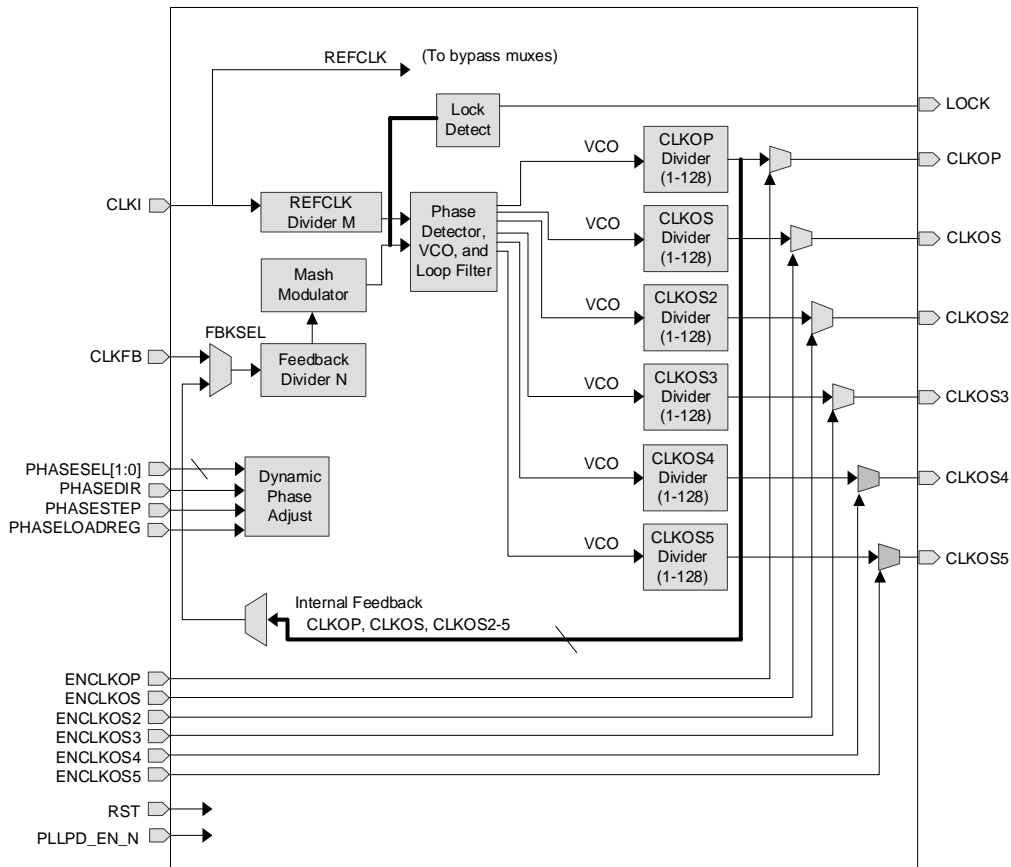 REFCLK
(To bypass muxes)
Lock
Detect
LOCK
VCO
CLKOP
Divider
(1-128)
CLKOP
CLKI
REFCLK
Divider M
Phase
Detector,
VCO, and
Loop Filter
VCO
CLKOS
Divider
(1-128)
CLKOS
Mash
Modulator
VCO
CLKOS2
Divider
(1-128)
CLKOS2
FBKSEL
CLKFB
Feedback
Divider N
VCO
CLKOS3
Divider
(1-128)
CLKOS3
PHASESEL[1:0]
PHASEDIR
PHASESTEP
PHASELOADREG
Dynamic
Phase
Adjust
VCO
CLKOS4
Divider
(1-128)
CLKOS4
VCO
CLKOS5
Divider
(1-128)
CLKOS5
Internal Feedback
CLKOP, CLKOS, CLKOS2-5
ENCLKOP
ENCLKOS
ENCLKOS2
ENCLKOS3
ENCLKOS4
ENCLKOS5
RST
PLLPD_EN_N